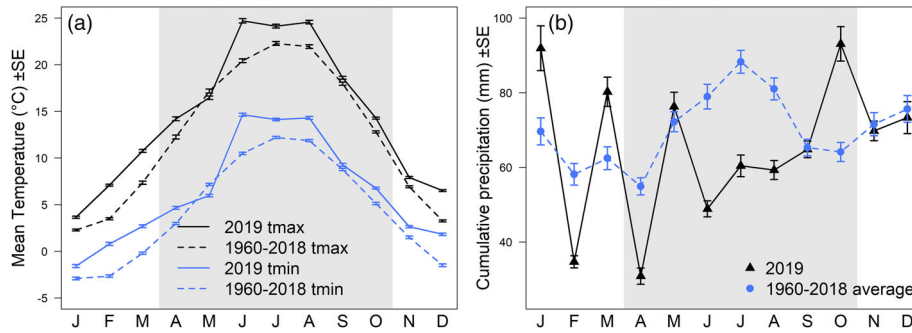 (a)
Mean Temperature (°C) ±SE
25
20
15
10
5
0
-5
2019 tmax
1960-2018 tmax
2019 tmin
1960-2018 tmin
J F M A M J J A S O N D
(b)
Cumulative precipitation (mm) ±SE
100
80
60
40
2019
1960-2018 average
J F M A M J J A S O N D